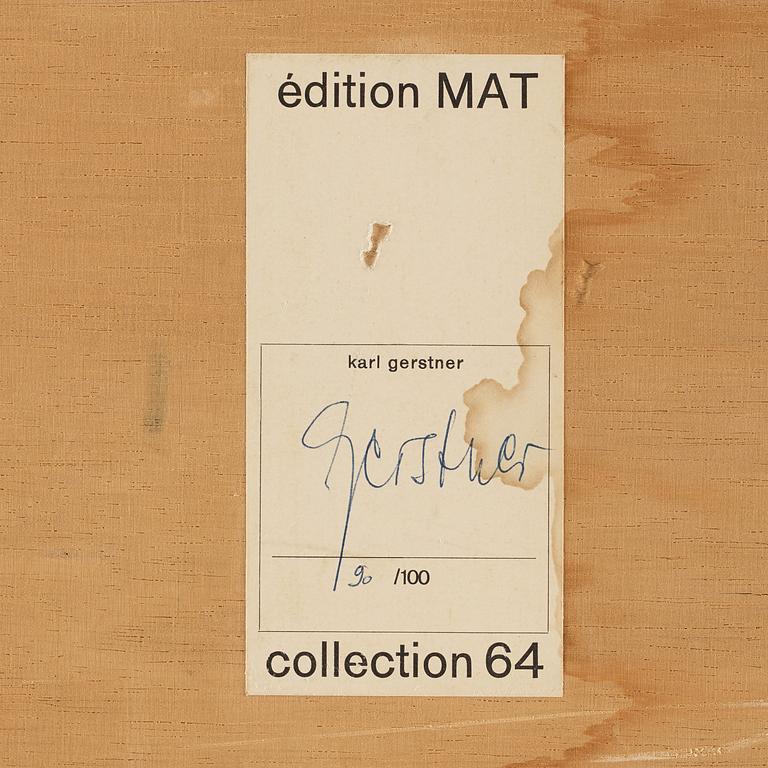 édition MAT
karl gerstner
Gerstner
90 /100
collection 64